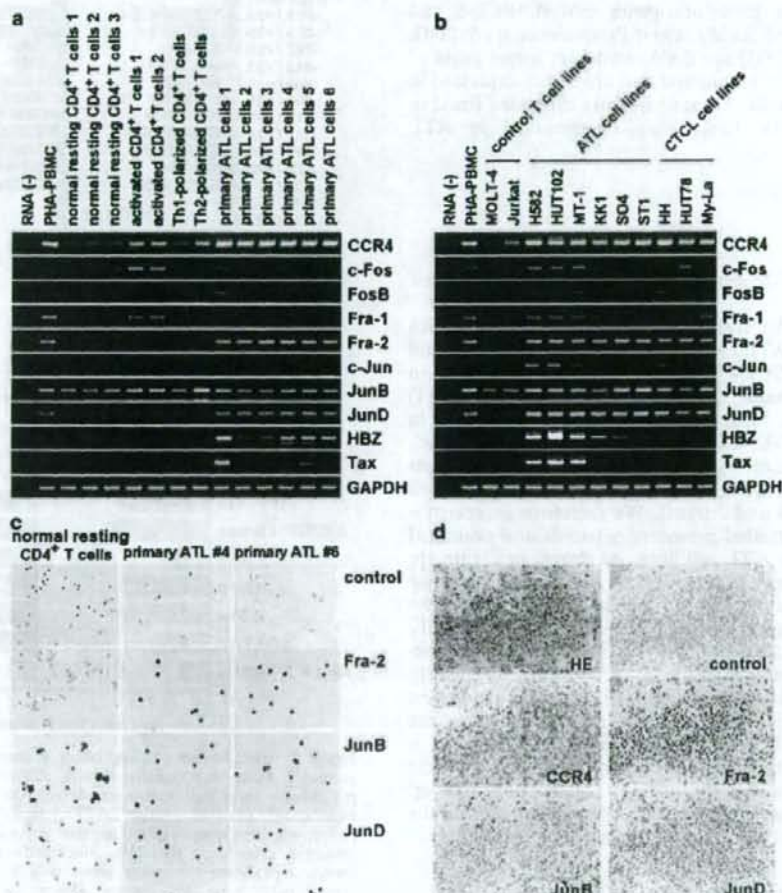 a
RNA (-)
PHA-PBMC
normal resting CD4+ T cells 1
normal resting CD4+ T cells 2
normal resting CD4+ T cells 3
activated CD4+ T cells 1
activated CD4+ T cells 2
Th1-polarized CD4+ T cells
Th2-polarized CD4+ T cells
primary ATL cells 1
primary ATL cells 2
primary ATL cells 3
primary ATL cells 4
primary ATL cells 5
primary ATL cells 6
CCR4
c-Fos
FosB
Fra-1
Fra-2
c-Jun
JunB
JunD
HBZ
Tax
GAPDH
b
control T cell lines
ATL cell lines
CTCL cell lines
RNA (-)
PHA-PBMC
MOLT-4
Jurkat
H582
HUT102
MT-1
KK1
SO4
ST1
HH
HUT78
My-La
CCR4
c-Fos
FosB
Fra-1
Fra-2
c-Jun
JunB
JunD
HBZ
Tax
GAPDH
c
normal resting
CD4+ T cells primary ATL #4 primary ATL #6
control
Fra-2
JunB
JunD
d
HE
control
CCR4
Fra-2
JunB
JunD